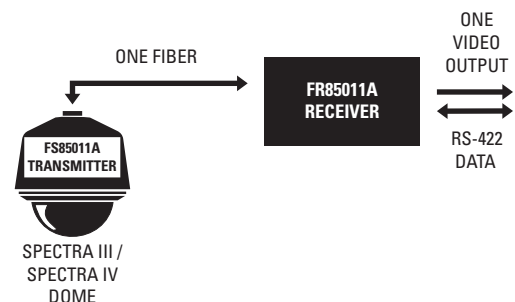 ONE FIBER
FS85011A
TRANSMITTER
SPECTRA III /
SPECTRA IV
DOME
FR85011A
RECEIVER
ONE
VIDEO
OUTPUT
RS-422
DATA